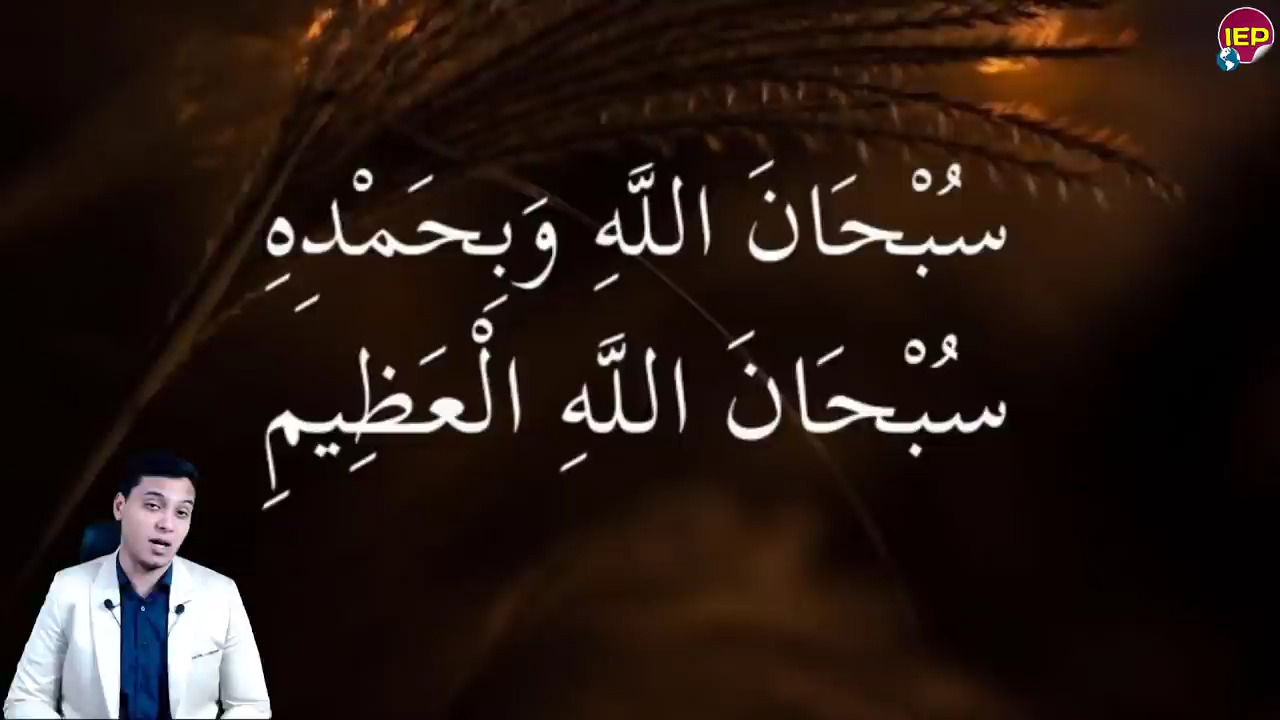 IEP
سُبْحَانَ اللَّهِ وَبِحَمْدِهِ
سُبْحَانَ اللَّهِ الْعَظِيمِ